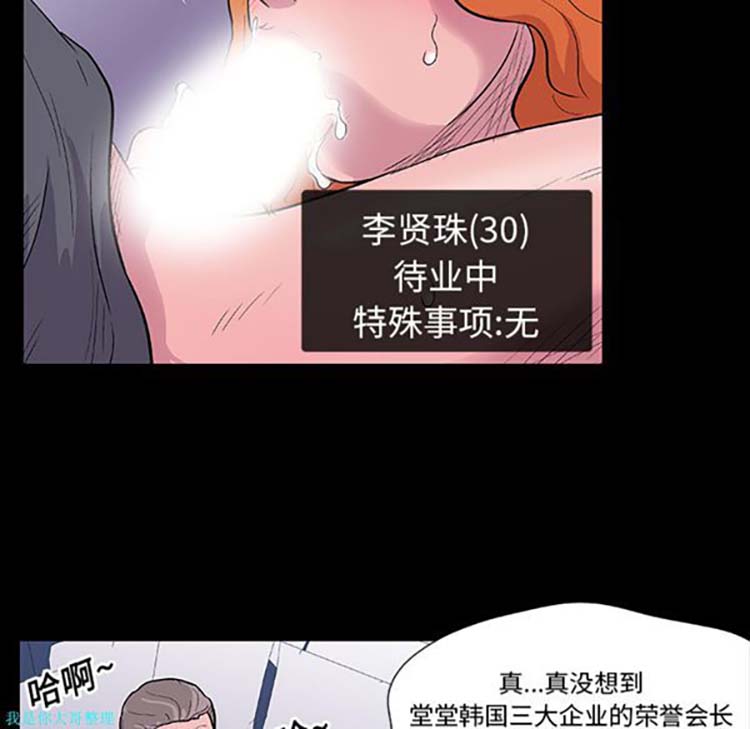 李贤珠(30)
待业中
特殊事项:无
哈啊~
真...真没想到
堂堂韩国三大企业的荣誉会长
我是你大哥整理